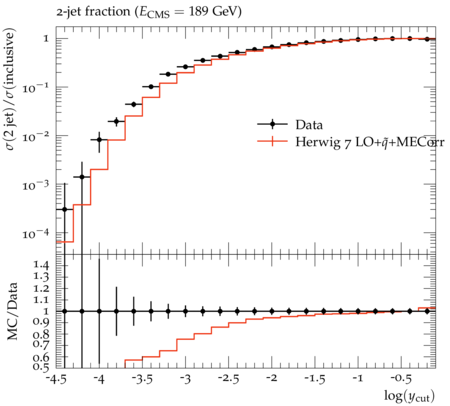 2-jet fraction (E_CMS = 189 GeV)
σ(2 jet)/σ(inclusive)
1
10⁻¹
10⁻²
10⁻³
10⁻⁴
Data
Herwig 7 LO+q̃+MECorr
MC/Data
1.4
1.3
1.2
1.1
1
0.9
0.8
0.7
0.6
0.5
-4.5 -4 -3.5 -3 -2.5 -2 -1.5 -1 -0.5
log(y_cut)